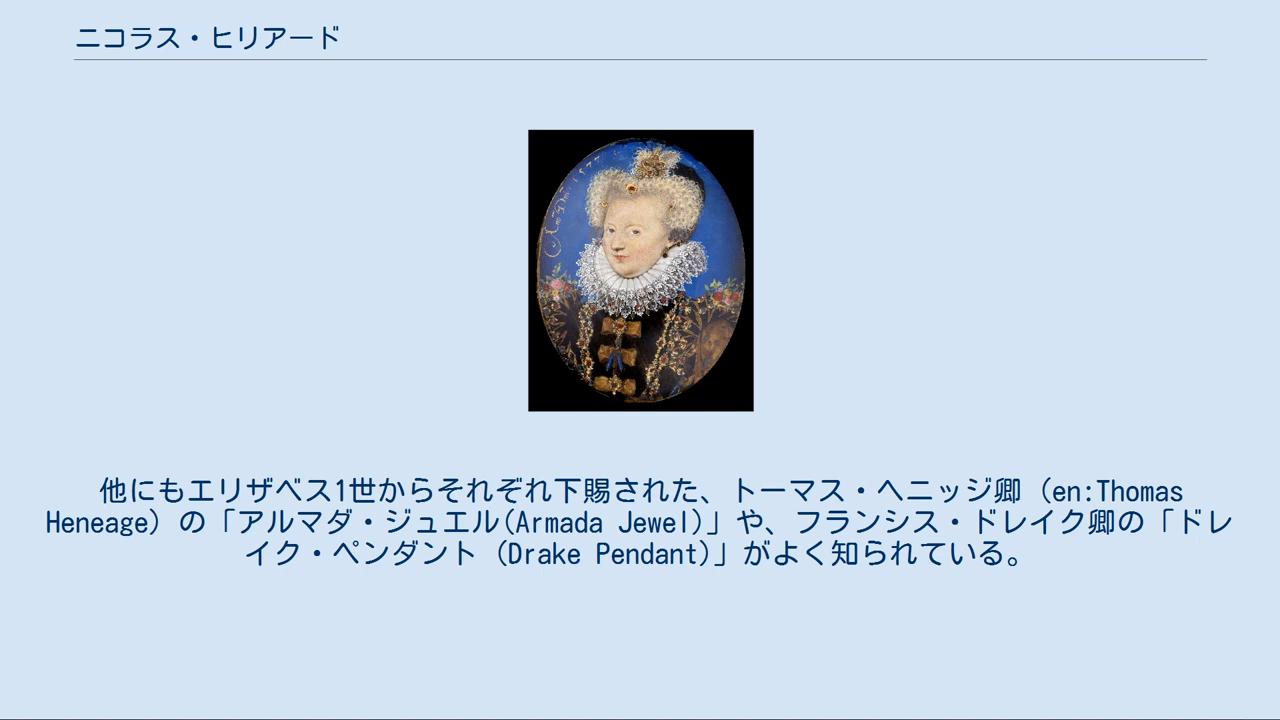 ニコラス・ヒリアード
他にもエリザベス1世からそれぞれ下賜された、トーマス・ヘニッジ卿（en:Thomas
Heneage）の「アルマダ・ジュエル(Armada Jewel)」や、フランシス・ドレイク卿の「ドレ
イク・ペンダント（Drake Pendant)」がよく知られている。